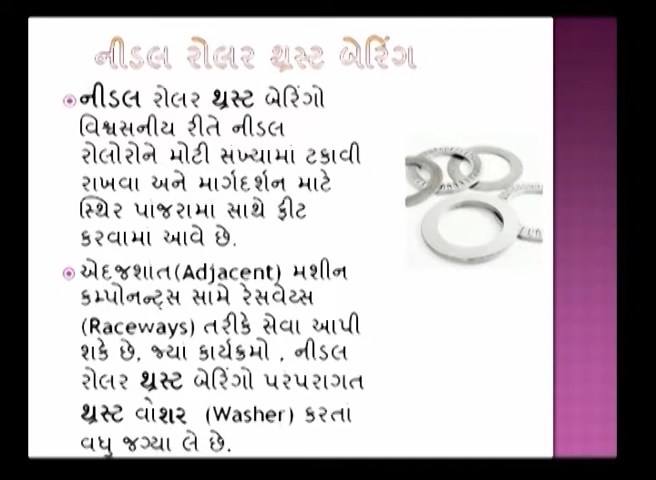 નીડલ રોલર થ્રસ્ટ બેરિંગ
નીડલ રોલર થ્રસ્ટ બેરિંગો
વિશ્વસનીય રીતે નીડલ
રોલોરોને મોટી સંખ્યામાં ટકાવી
રાખવા અને માર્ગદર્શન માટે
સ્થિર પાંજરામા સાથે ફીટ
કરવામા આવે છે.
એદજશાંત(Adjacent) મશીન
કમ્પોનન્ટ્સ સામે રેસવેટ્સ
(Raceways) તરીકે સેવા આપી
શકે છે. જ્યા કાર્યક્રમો , નીડલ
રોલર થ્રસ્ટ બેરિંગો પરંપરાગત
થ્રસ્ટ વોશર (Washer) કરતાં
વધુ જગ્યા લે છે.